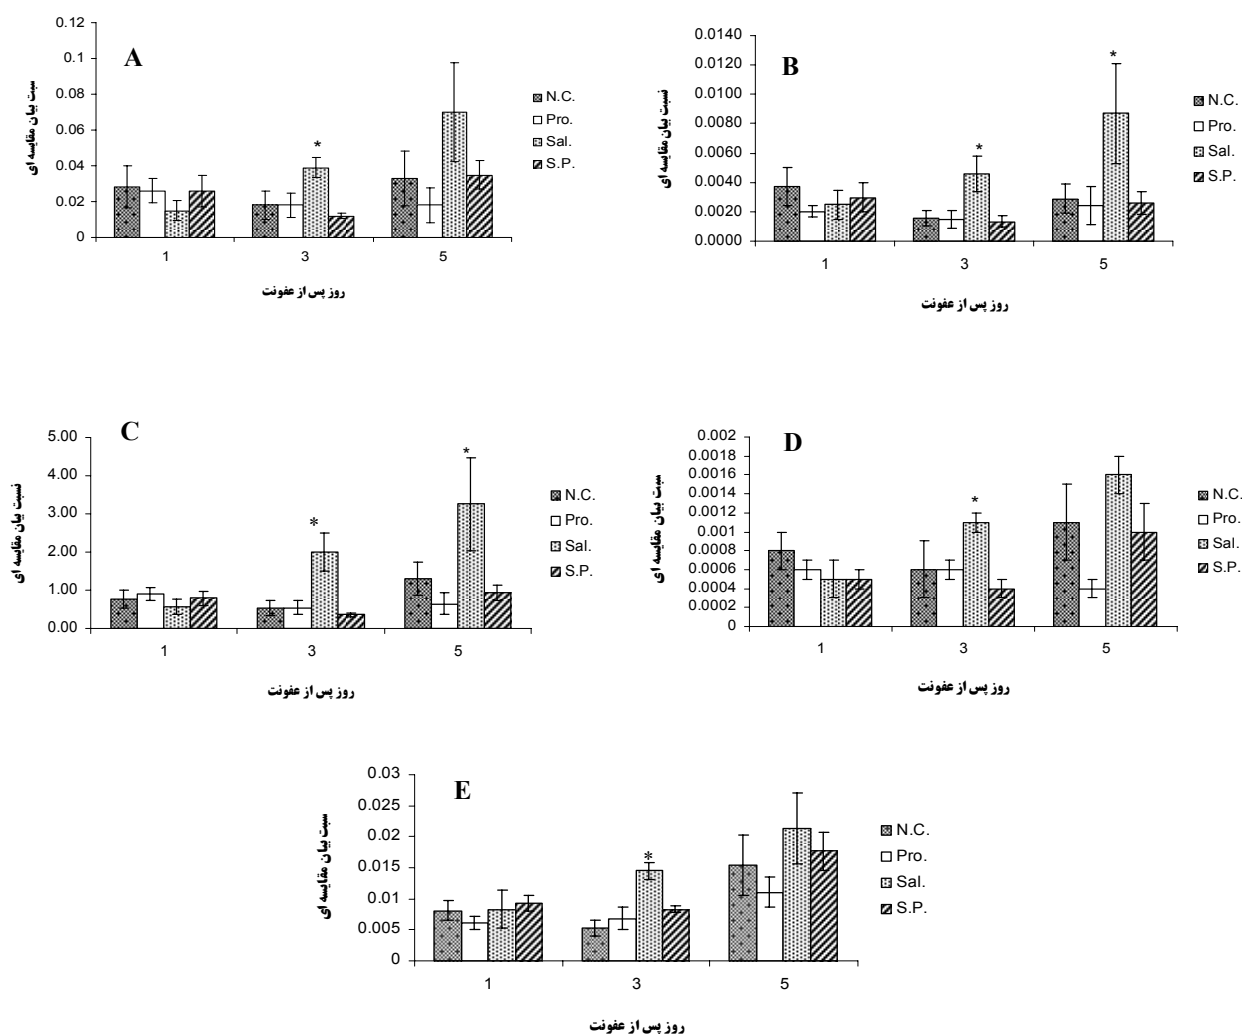 A
0.12
0.1
0.08
0.06
0.04
0.02
0
نسبت بیان مقایسه ای
*
1
3
5
روز پس از عفونت
N.C.
Pro.
Sal.
S.P.
B
0.0140
0.0120
0.0100
0.0080
0.0060
0.0040
0.0020
0.0000
نسبت بیان مقایسه ای
*
*
1
3
5
روز پس از عفونت
N.C.
Pro.
Sal.
S.P.
C
5.00
4.00
3.00
2.00
1.00
0.00
نسبت بیان مقایسه ای
*
*
1
3
5
روز پس از عفونت
N.C.
Pro.
Sal.
S.P.
D
0.002
0.0018
0.0016
0.0014
0.0012
0.001
0.0008
0.0006
0.0004
0.0002
0
سبت بیان مقایسه ای
*
1
3
5
روز پس از عفونت
N.C.
Pro.
Sal.
S.P.
E
0.03
0.025
0.02
0.015
0.01
0.005
0
سبت بیان مقایسه ای
*
1
3
5
روز پس از عفونت
N.C.
Pro.
Sal.
S.P.